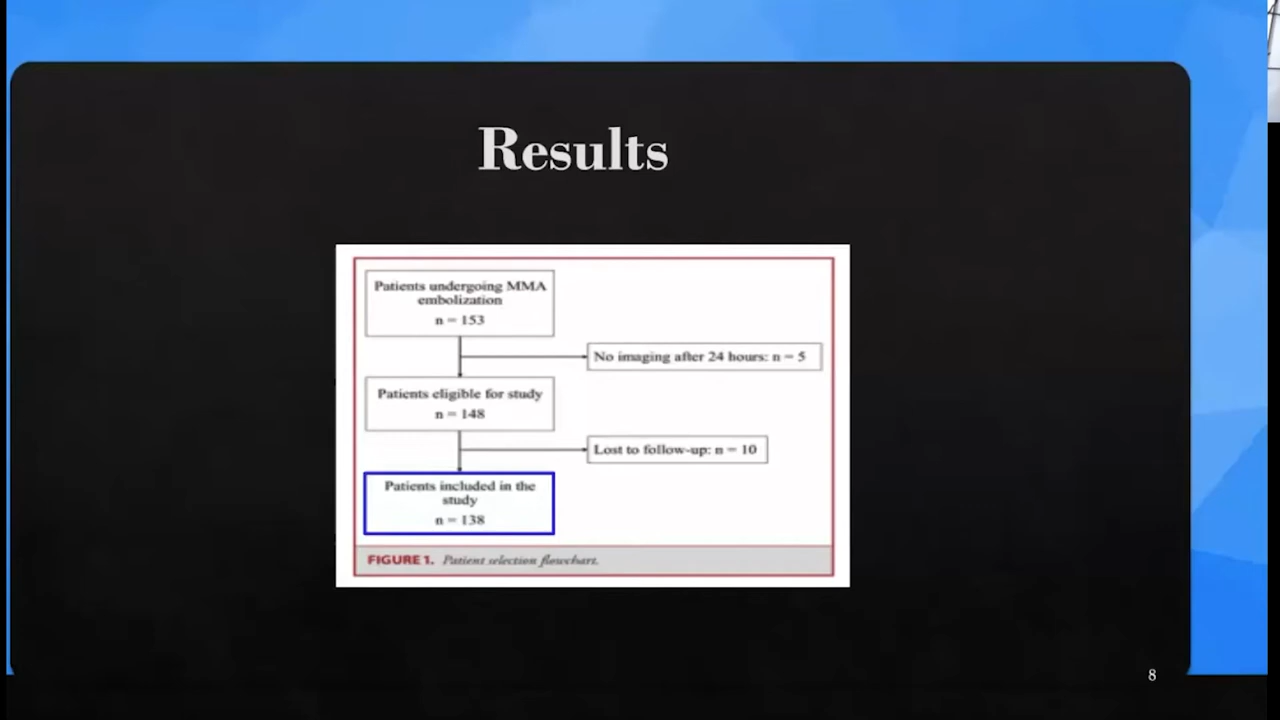 Results
Patients undergoing MMA
embolization
n = 153
No imaging after 24 hours: n = 5
Patients eligible for study
n = 148
Lost to follow-up: n = 10
Patients included in the
study
n = 138
FIGURE 1. Patient selection flowchart.
8